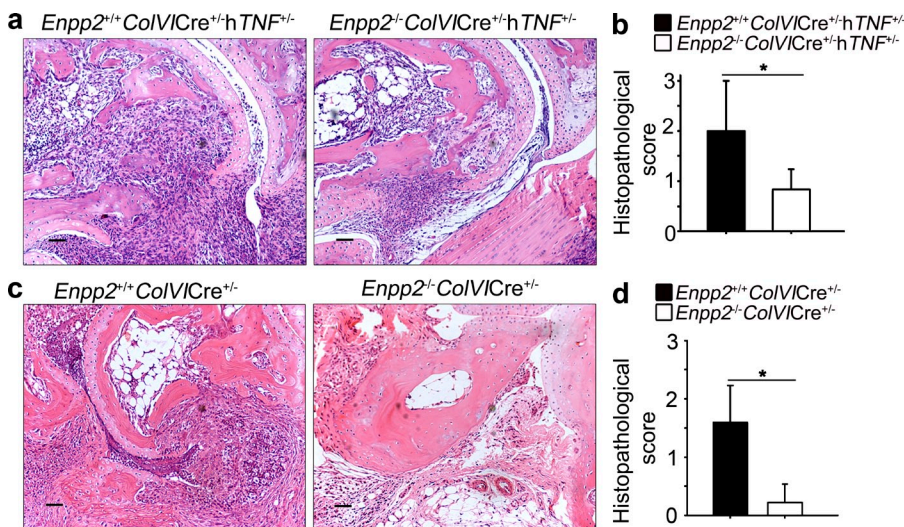 a
Enpp2+/+ColVICre+/-hTNF+/-
Enpp2-/-ColVICre+/-hTNF+/-
b
Enpp2+/+ColVICre+/-hTNF+/-
Enpp2-/-ColVICre+/-hTNF+/-
*
3
2
1
0
Histopathological
score
c
Enpp2+/+ColVICre+/-
Enpp2-/-ColVICre+/-
d
Enpp2+/+ColVICre+/-
Enpp2-/-ColVICre+/-
*
3
2
1
0
Histopathological
score